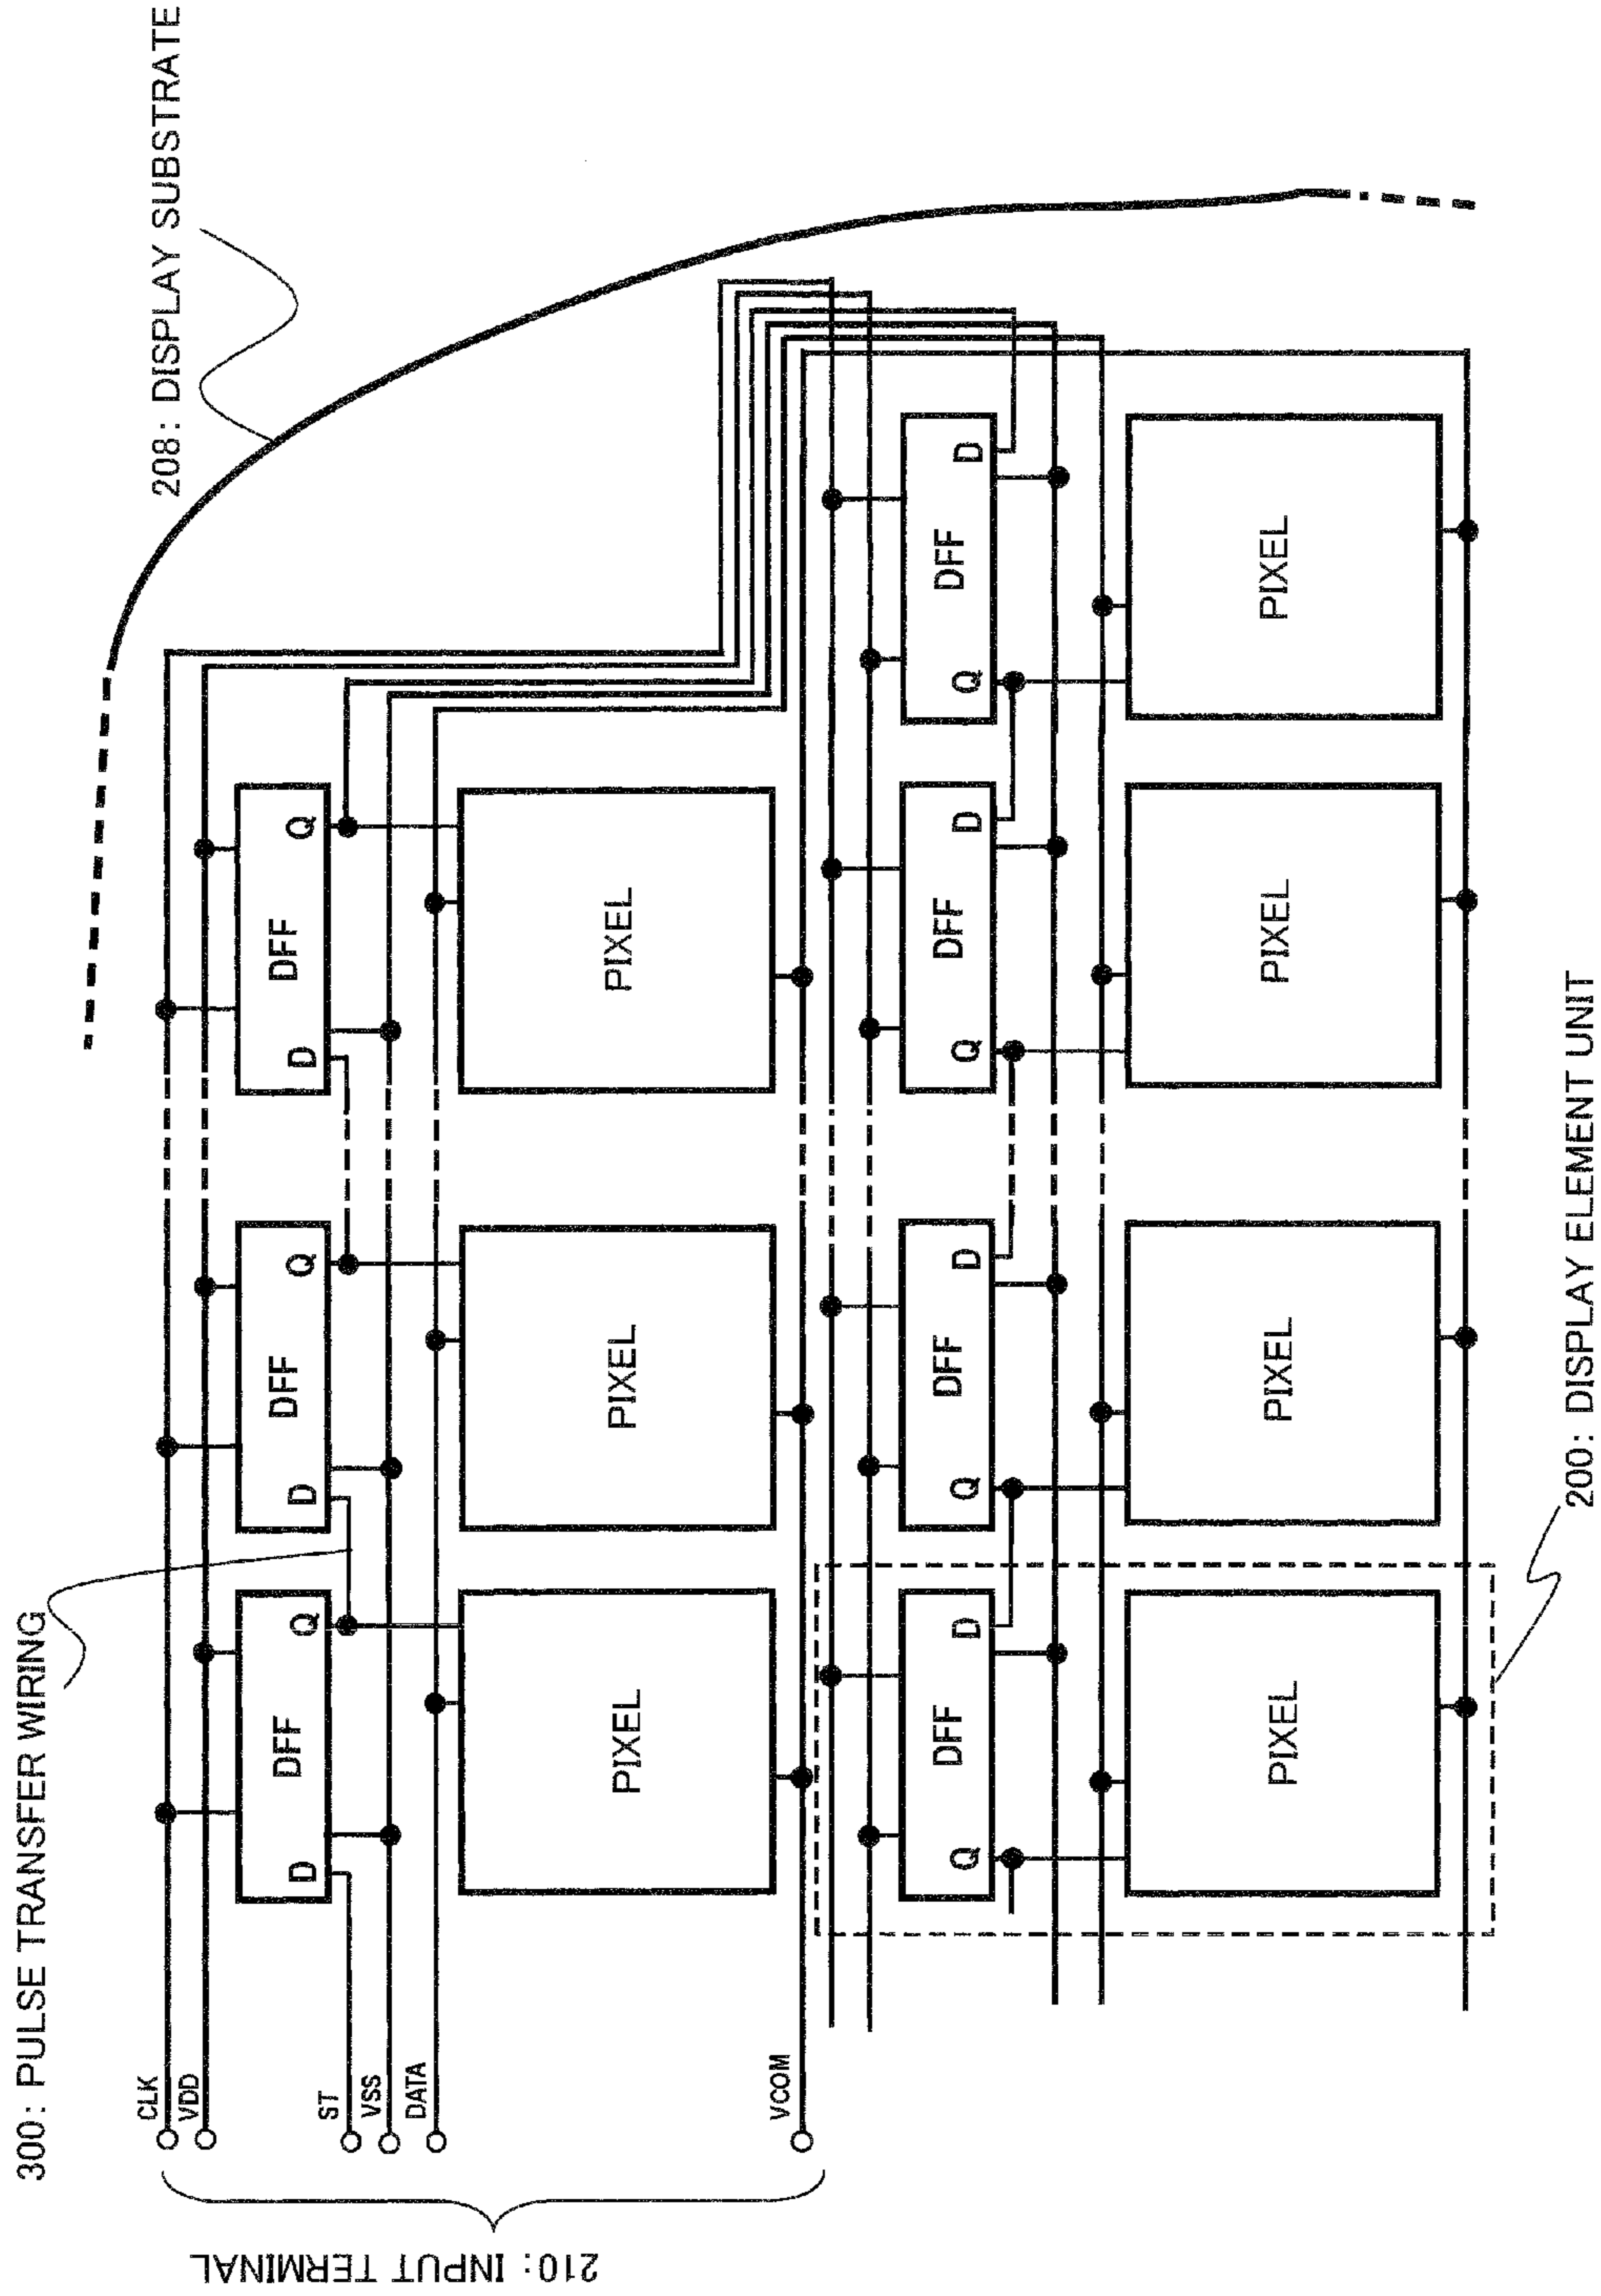 208: DISPLAY SUBSTRATE
300: PULSE TRANSFER WIRING
CLK
VDD
ST
VSS
DATA
VCOM
210: INPUT TERMINAL
D
DFF
Q
D
DFF
Q
D
DFF
Q
PIXEL
PIXEL
PIXEL
Q
DFF
D
Q
DFF
D
Q
DFF
D
Q
DFF
D
PIXEL
PIXEL
PIXEL
PIXEL
200: DISPLAY ELEMENT UNIT